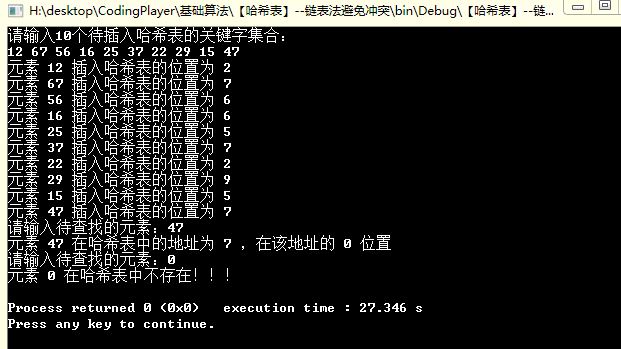 H:\desktop\CodingPlayer\基础算法\【哈希表】--链表法避免冲突\bin\Debug\【哈希表】--链...
请输入10个待插入哈希表的关键字集合：
12 67 56 16 25 37 22 29 15 47
元素 12 插入哈希表的位置为 2
元素 67 插入哈希表的位置为 7
元素 56 插入哈希表的位置为 6
元素 16 插入哈希表的位置为 6
元素 25 插入哈希表的位置为 5
元素 37 插入哈希表的位置为 7
元素 22 插入哈希表的位置为 2
元素 29 插入哈希表的位置为 9
元素 15 插入哈希表的位置为 5
元素 47 插入哈希表的位置为 7
请输入待查找的元素：47
元素 47 在哈希表中的地址为 7 ，在该地址的 0 位置
请输入待查找的元素：0
元素 0 在哈希表中不存在！！！
Process returned 0 (0x0)   execution time : 27.346 s
Press any key to continue.